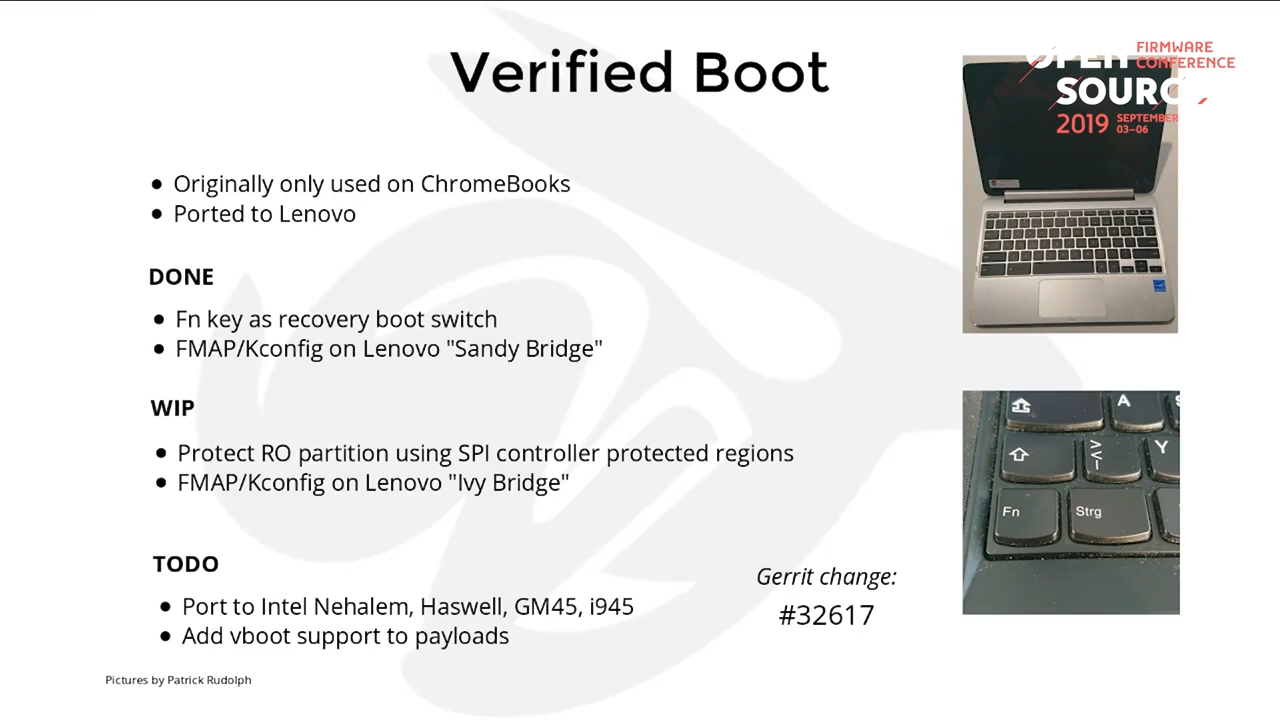 Verified Boot
OPEN
SOURCE
FIRMWARE
CONFERENCE
2019
SEPTEMBER
03–06
● Originally only used on ChromeBooks
● Ported to Lenovo
DONE
● Fn key as recovery boot switch
● FMAP/Kconfig on Lenovo "Sandy Bridge"
WIP
● Protect RO partition using SPI controller protected regions
● FMAP/Kconfig on Lenovo "Ivy Bridge"
TODO
● Port to Intel Nehalem, Haswell, GM45, i945
● Add vboot support to payloads
Gerrit change:
#32617
A
>
<
|
Y
Fn
Strg
Pictures by Patrick Rudolph